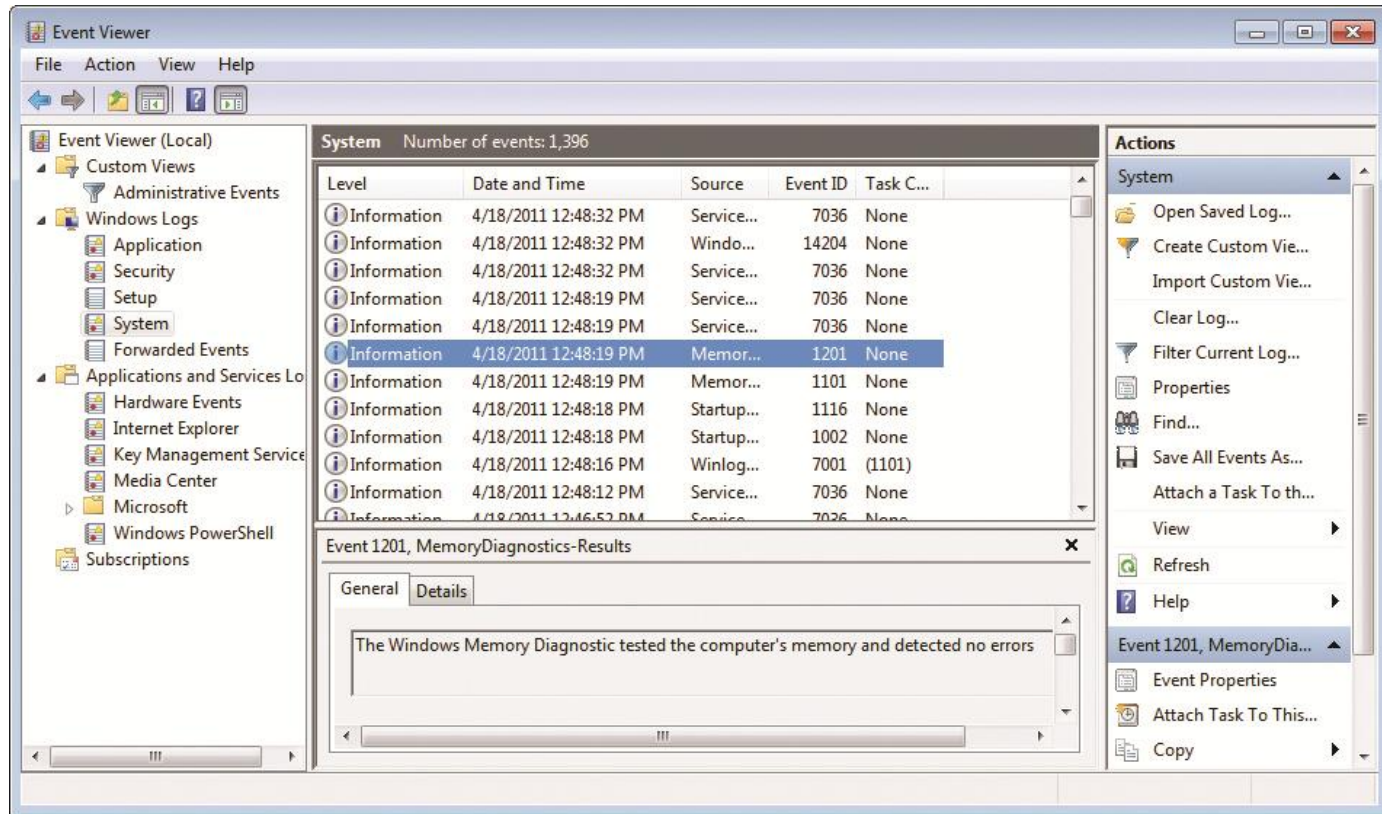 Event Viewer
File Action View Help
Event Viewer (Local)
Custom Views
Administrative Events
Windows Logs
Application
Security
Setup
System
Forwarded Events
Applications and Services Lo
Hardware Events
Internet Explorer
Key Management Service
Media Center
Microsoft
Windows PowerShell
Subscriptions
System Number of events: 1,396
Level Date and Time Source Event ID Task C...
Information 4/18/2011 12:48:32 PM Service... 7036 None
Information 4/18/2011 12:48:32 PM Windo... 14204 None
Information 4/18/2011 12:48:32 PM Service... 7036 None
Information 4/18/2011 12:48:19 PM Service... 7036 None
Information 4/18/2011 12:48:19 PM Service... 7036 None
Information 4/18/2011 12:48:19 PM Memor... 1201 None
Information 4/18/2011 12:48:19 PM Memor... 1101 None
Information 4/18/2011 12:48:18 PM Startup... 1116 None
Information 4/18/2011 12:48:18 PM Startup... 1002 None
Information 4/18/2011 12:48:16 PM Winlog... 7001 (1101)
Information 4/18/2011 12:48:12 PM Service... 7036 None
Information 4/18/2011 12:46:52 PM Service... 7036 None
Event 1201, MemoryDiagnostics-Results
General Details
The Windows Memory Diagnostic tested the computer's memory and detected no errors
Actions
System
Open Saved Log...
Create Custom Vie...
Import Custom Vie...
Clear Log...
Filter Current Log...
Properties
Find...
Save All Events As...
Attach a Task To th...
View
Refresh
Help
Event 1201, MemoryDia...
Event Properties
Attach Task To This...
Copy